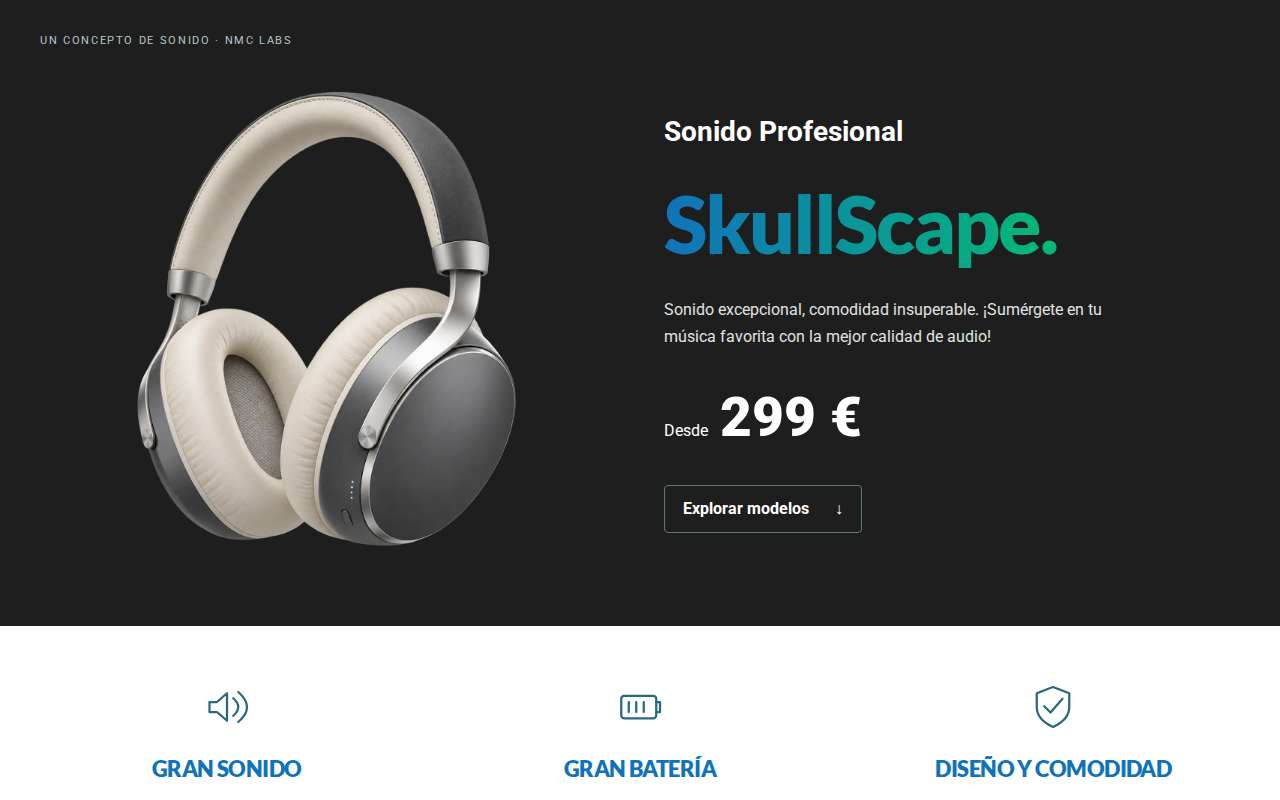 UN CONCEPTO DE SONIDO · NMC LABS
Sonido Profesional
SkullScape.
Sonido excepcional, comodidad insuperable. ¡Sumérgete en tu
música favorita con la mejor calidad de audio!
Desde 299 €
Explorar modelos ↓
GRAN SONIDO
GRAN BATERÍA
DISEÑO Y COMODIDAD